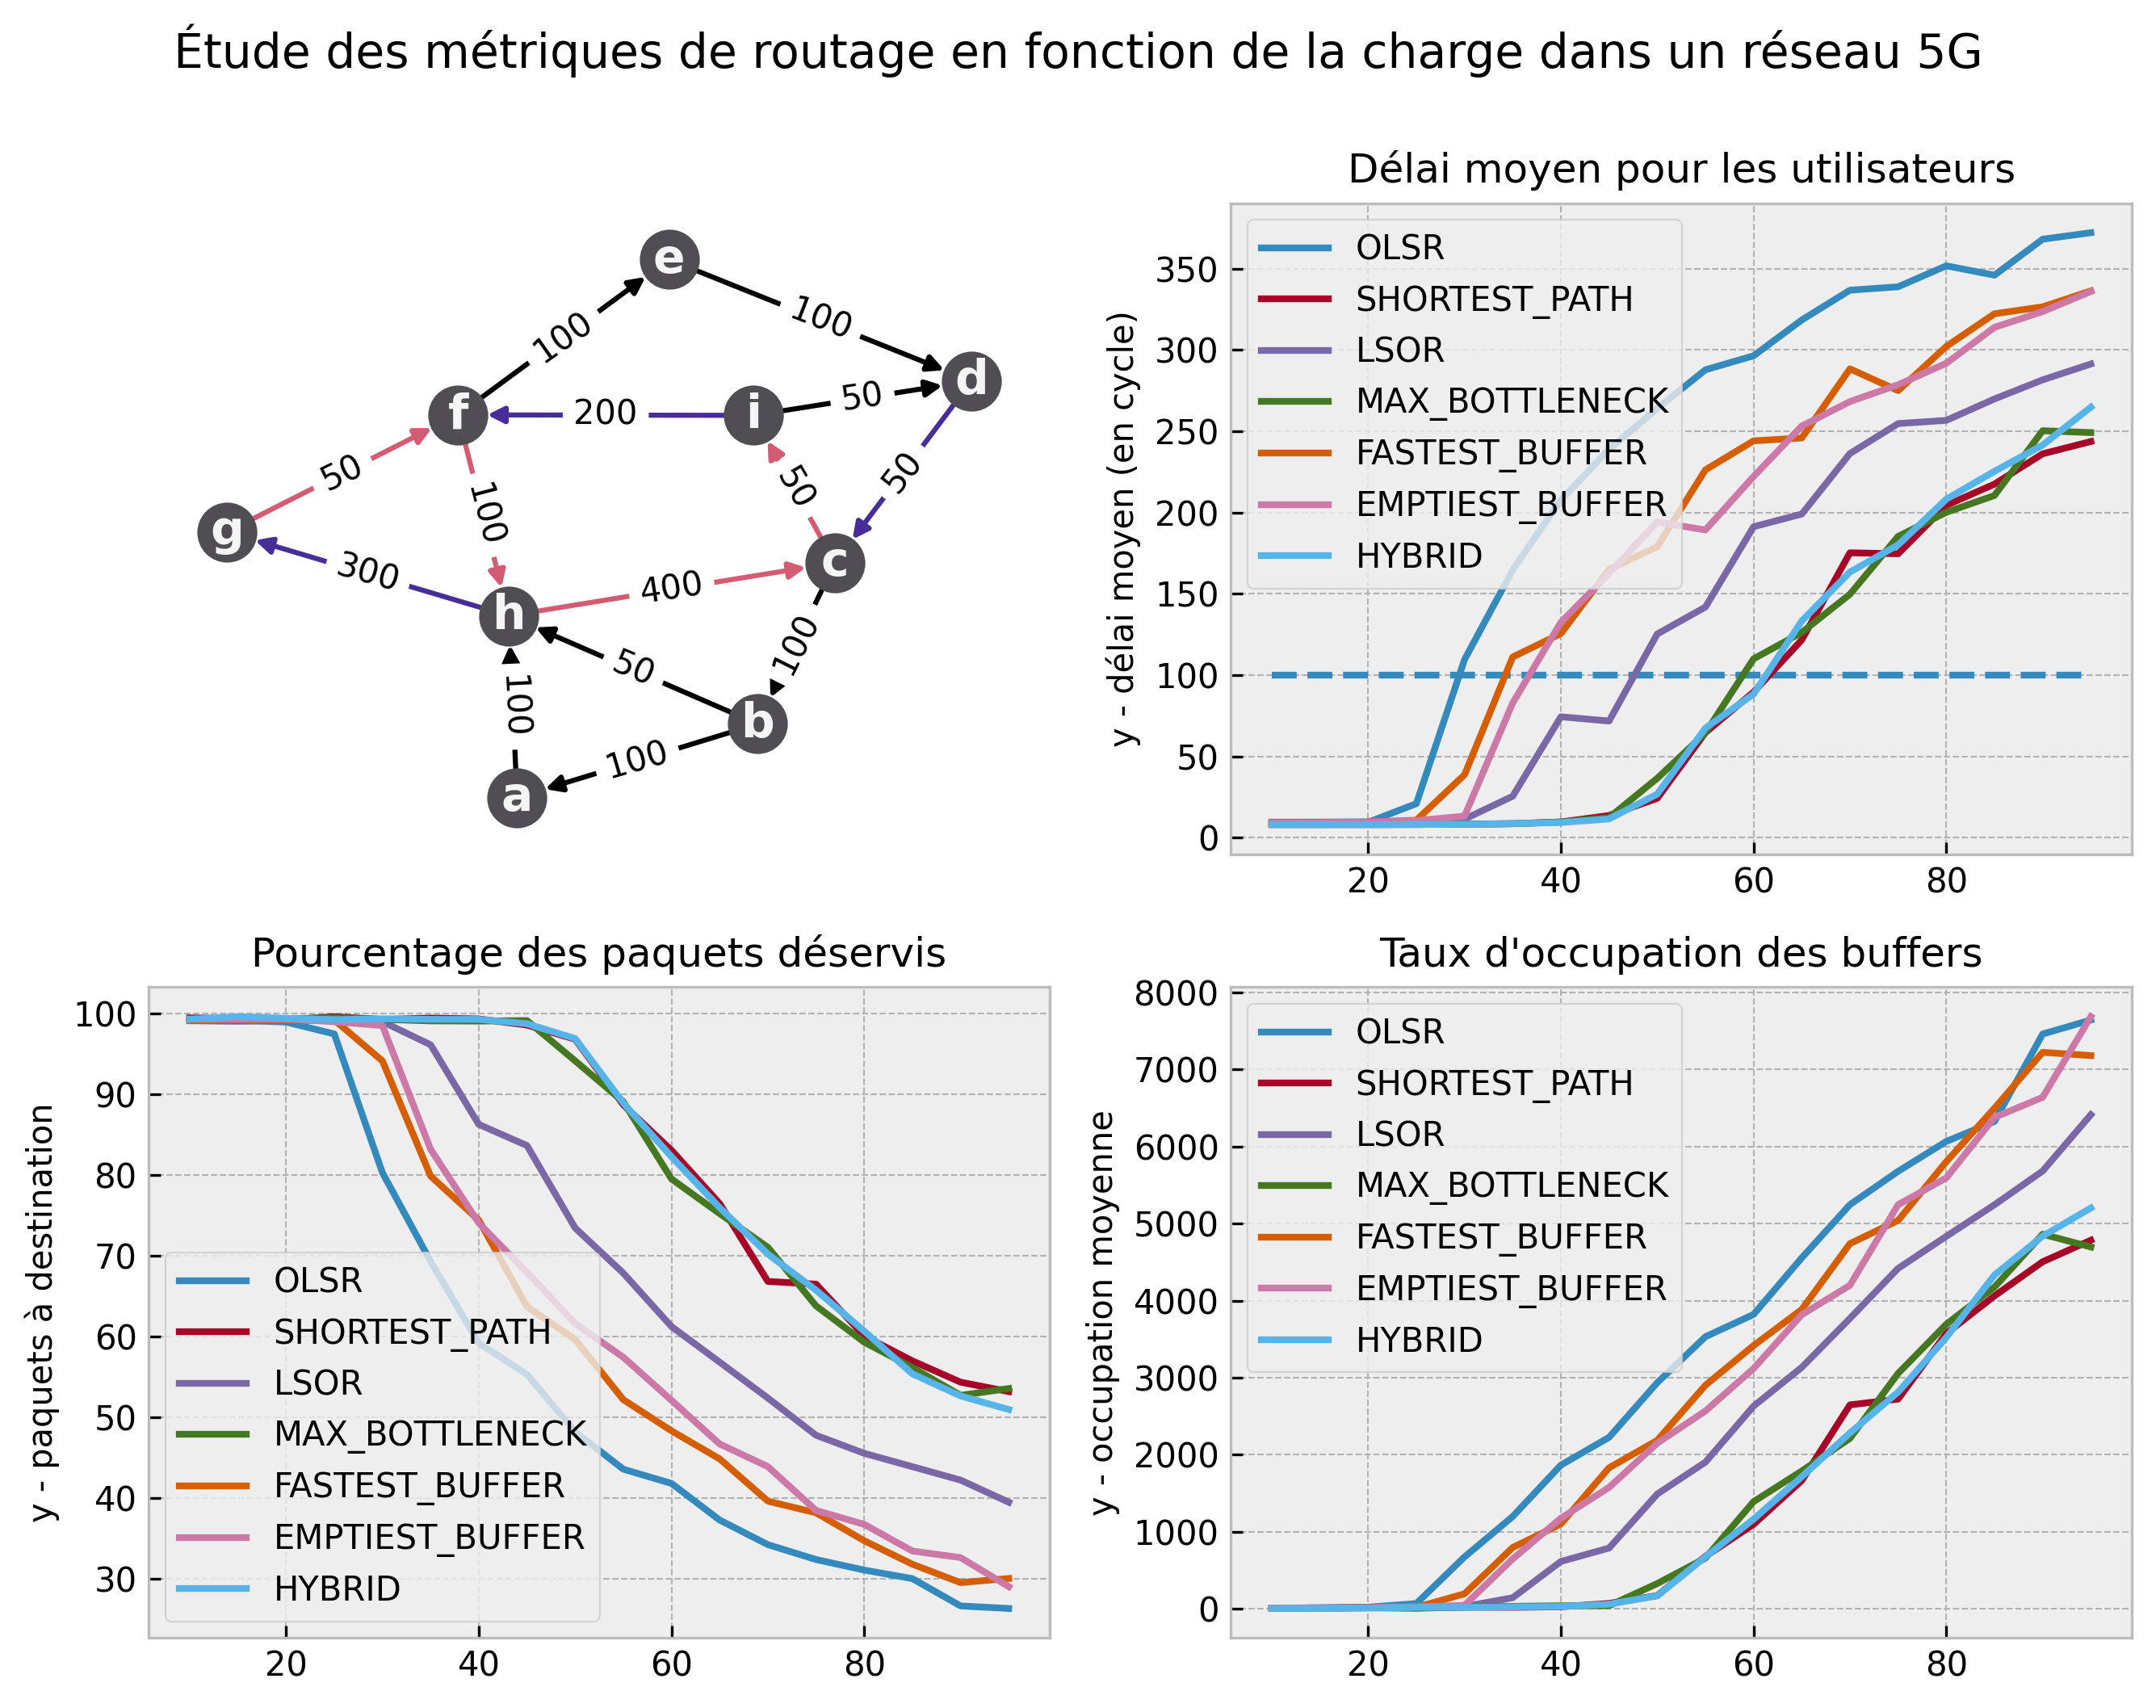 Étude des métriques de routage en fonction de la charge dans un réseau 5G
e
100
100
d
f
i
50
200
50
50
50
g
100
c
300
400
h
50
100
100
b
100
a
Délai moyen pour les utilisateurs
y - délai moyen (en cycle)
350
300
250
200
150
100
50
0
OLSR
SHORTEST_PATH
LSOR
MAX_BOTTLENECK
FASTEST_BUFFER
EMPTIEST_BUFFER
HYBRID
20 40 60 80
Pourcentage des paquets déservis
y - paquets à destination
100
90
80
70
60
50
40
30
OLSR
SHORTEST_PATH
LSOR
MAX_BOTTLENECK
FASTEST_BUFFER
EMPTIEST_BUFFER
HYBRID
20 40 60 80
Taux d'occupation des buffers
y - occupation moyenne
8000
7000
6000
5000
4000
3000
2000
1000
0
OLSR
SHORTEST_PATH
LSOR
MAX_BOTTLENECK
FASTEST_BUFFER
EMPTIEST_BUFFER
HYBRID
20 40 60 80